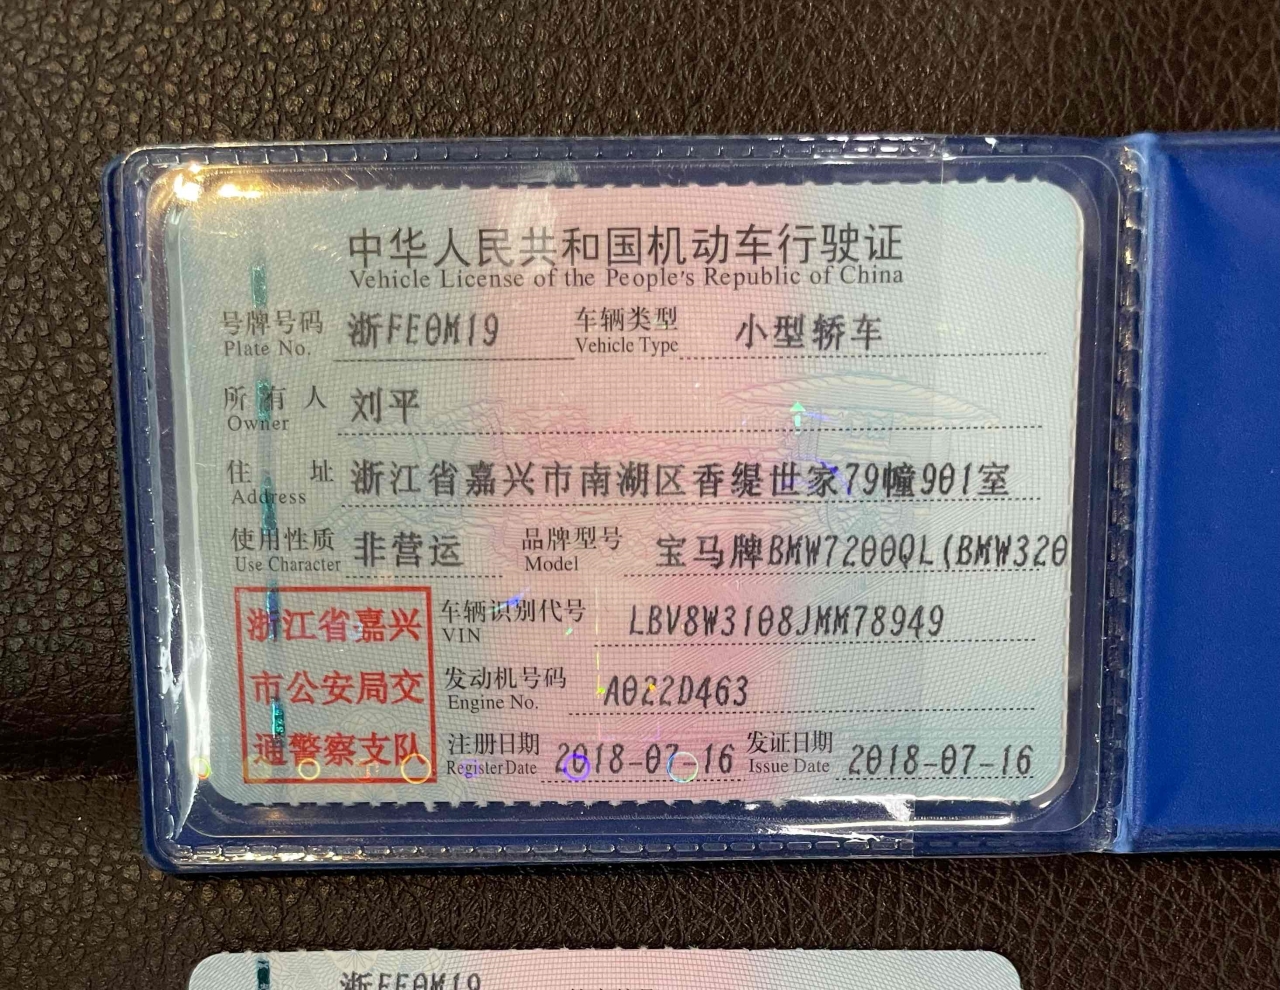 中华人民共和国机动车行驶证
Vehicle License of the People's Republic of China
号牌号码 浙FE0M19 车辆类型 小型轿车
Plate No. Vehicle Type
所有人 刘平
Owner
住址 浙江省嘉兴市南湖区香缇世家79幢901室
Address
使用性质 非营运 品牌型号 宝马牌BMW7200QL(BMW320
Use Character Model
浙江省嘉兴
市公安局交
通警察支队
车辆识别代号 LBV8W3108JMM78949
VIN
发动机号码 A022D463
Engine No.
注册日期 2018-07-16 发证日期 2018-07-16
Register Date Issue Date
浙FE0M19